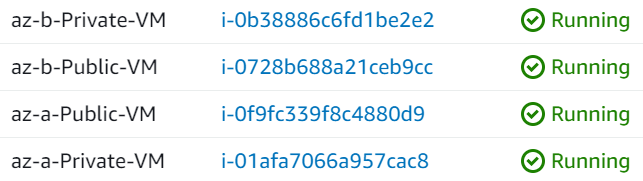 az-b-Private-VM i-0b38886c6fd1be2e2 Running
az-b-Public-VM i-0728b688a21ceb9cc Running
az-a-Public-VM i-0f9fc339f8c4880d9 Running
az-a-Private-VM i-01afa7066a957cac8 Running